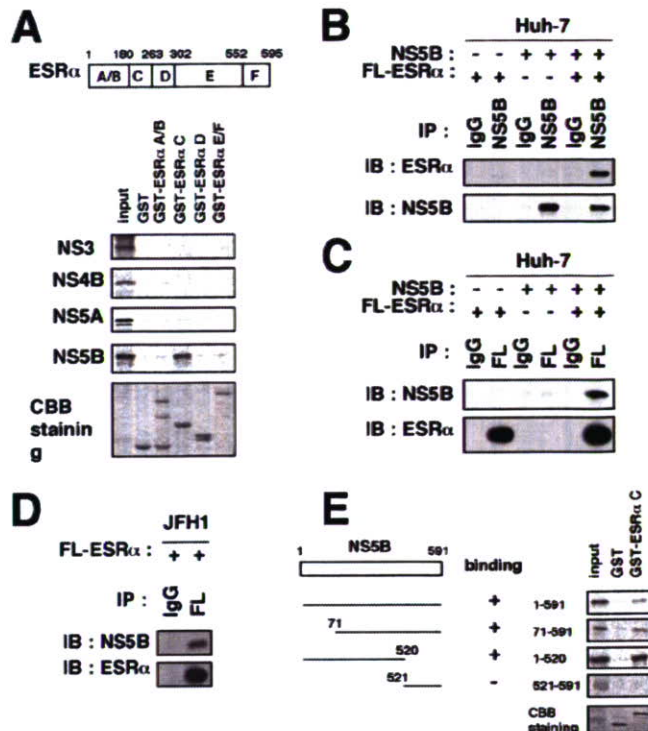 A
1 180 263 302 552 595
ESRα A/B C D E F
input
GST
GST-ESRα A/B
GST-ESRα C
GST-ESRα D
GST-ESRα E/F
NS3
NS4B
NS5A
NS5B
CBB
stainin
g
B
Huh-7
NS5B : - - + + + +
FL-ESRα : + + - - + +
IP : IgG NS5B IgG NS5B IgG NS5B
IB : ESRα
IB : NS5B
C
Huh-7
NS5B : - - + + + +
FL-ESRα : + + - - + +
IP : IgG FL IgG FL IgG FL
IB : NS5B
IB : ESRα
D
JFH1
FL-ESRα : + +
IP : IgG FL
IB : NS5B
IB : ESRα
E
1 NS5B 591
binding
input
GST
GST-ESRα C
+ 1-591
71 + 71-591
520 + 1-520
521 - 521-591
CBB
staining